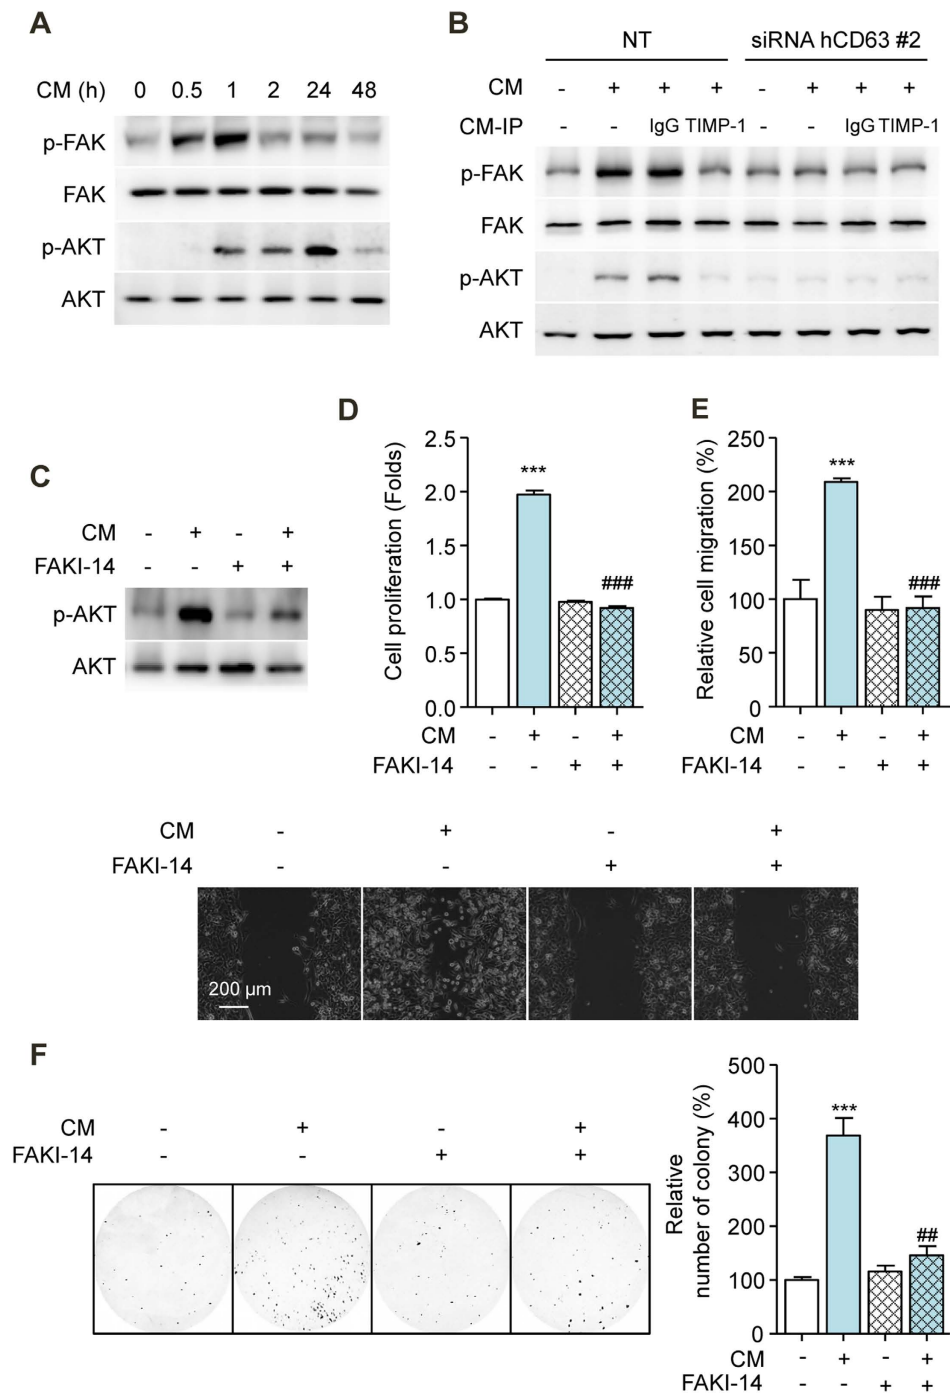 A
CM (h) 0 0.5 1 2 24 48
p-FAK
FAK
p-AKT
AKT
B
NT siRNA hCD63 #2
CM - + + + - + + +
CM-IP - - IgG TIMP-1 - - IgG TIMP-1
p-FAK
FAK
p-AKT
AKT
C
CM - + - +
FAKI-14 - - + +
p-AKT
AKT
D
Cell proliferation (Folds)
2.5
2.0
1.5
1.0
0.5
0.0
***
###
CM - + - +
FAKI-14 - - + +
E
Relative cell migration (%)
250
200
150
100
50
0
***
###
CM - + - +
FAKI-14 - - + +
CM - + - +
FAKI-14 - - + +
200 µm
F
CM - + - +
FAKI-14 - - + +
Relative
number of colony (%)
500
400
300
200
100
0
***
##
CM - + - +
FAKI-14 - - + +